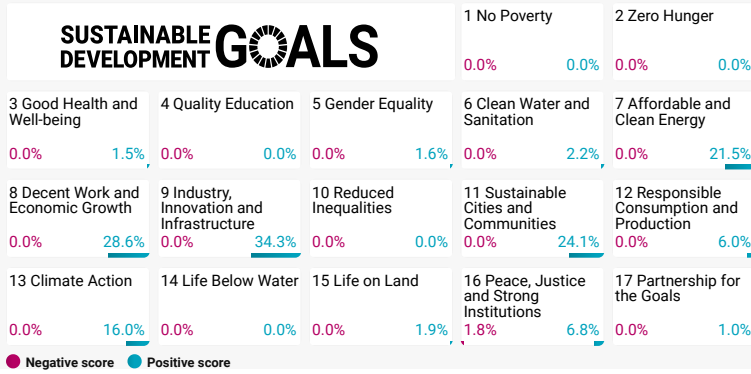 SUSTAINABLE
DEVELOPMENT
GOALS
1 No Poverty
0.0% 0.0%
2 Zero Hunger
0.0% 0.0%
3 Good Health and
Well-being
0.0% 1.5%
4 Quality Education
0.0% 0.0%
5 Gender Equality
0.0% 1.6%
6 Clean Water and
Sanitation
0.0% 2.2%
7 Affordable and
Clean Energy
0.0% 21.5%
8 Decent Work and
Economic Growth
0.0% 28.6%
9 Industry,
Innovation and
Infrastructure
0.0% 34.3%
10 Reduced
Inequalities
0.0% 0.0%
11 Sustainable
Cities and
Communities
0.0% 24.1%
12 Responsible
Consumption and
Production
0.0% 6.0%
13 Climate Action
0.0% 16.0%
14 Life Below Water
0.0% 0.0%
15 Life on Land
0.0% 1.9%
16 Peace, Justice
and Strong
Institutions
1.8% 6.8%
17 Partnership for
the Goals
0.0% 1.0%
Negative score Positive score